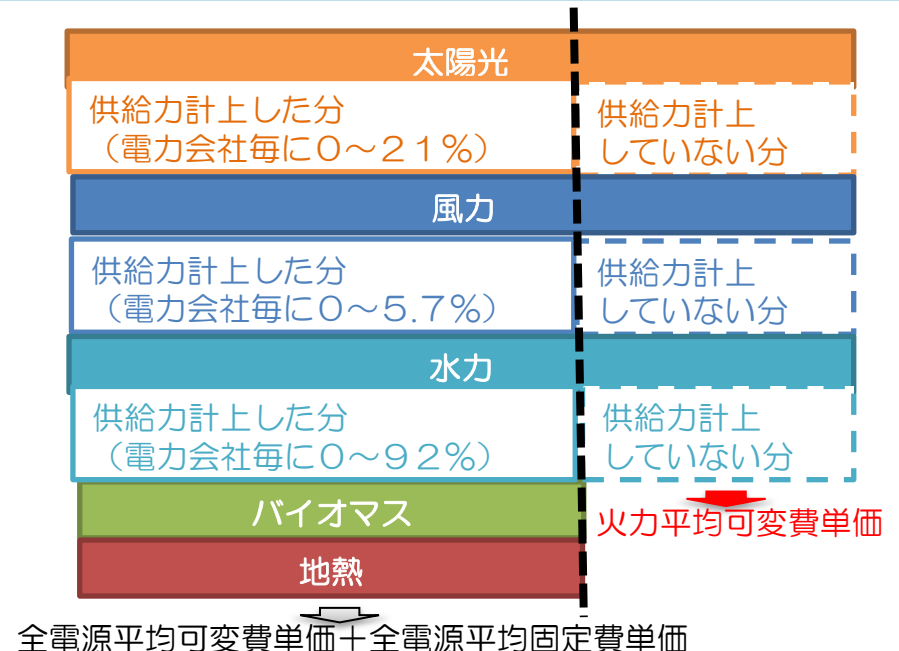 太陽光
供給力計上した分
（電力会社毎に０～２１％）
供給力計上
していない分
風力
供給力計上した分
（電力会社毎に０～５.７％）
供給力計上
していない分
水力
供給力計上した分
（電力会社毎に０～９２％）
供給力計上
していない分
バイオマス
火力平均可変費単価
地熱
全電源平均可変費単価＋全電源平均固定費単価